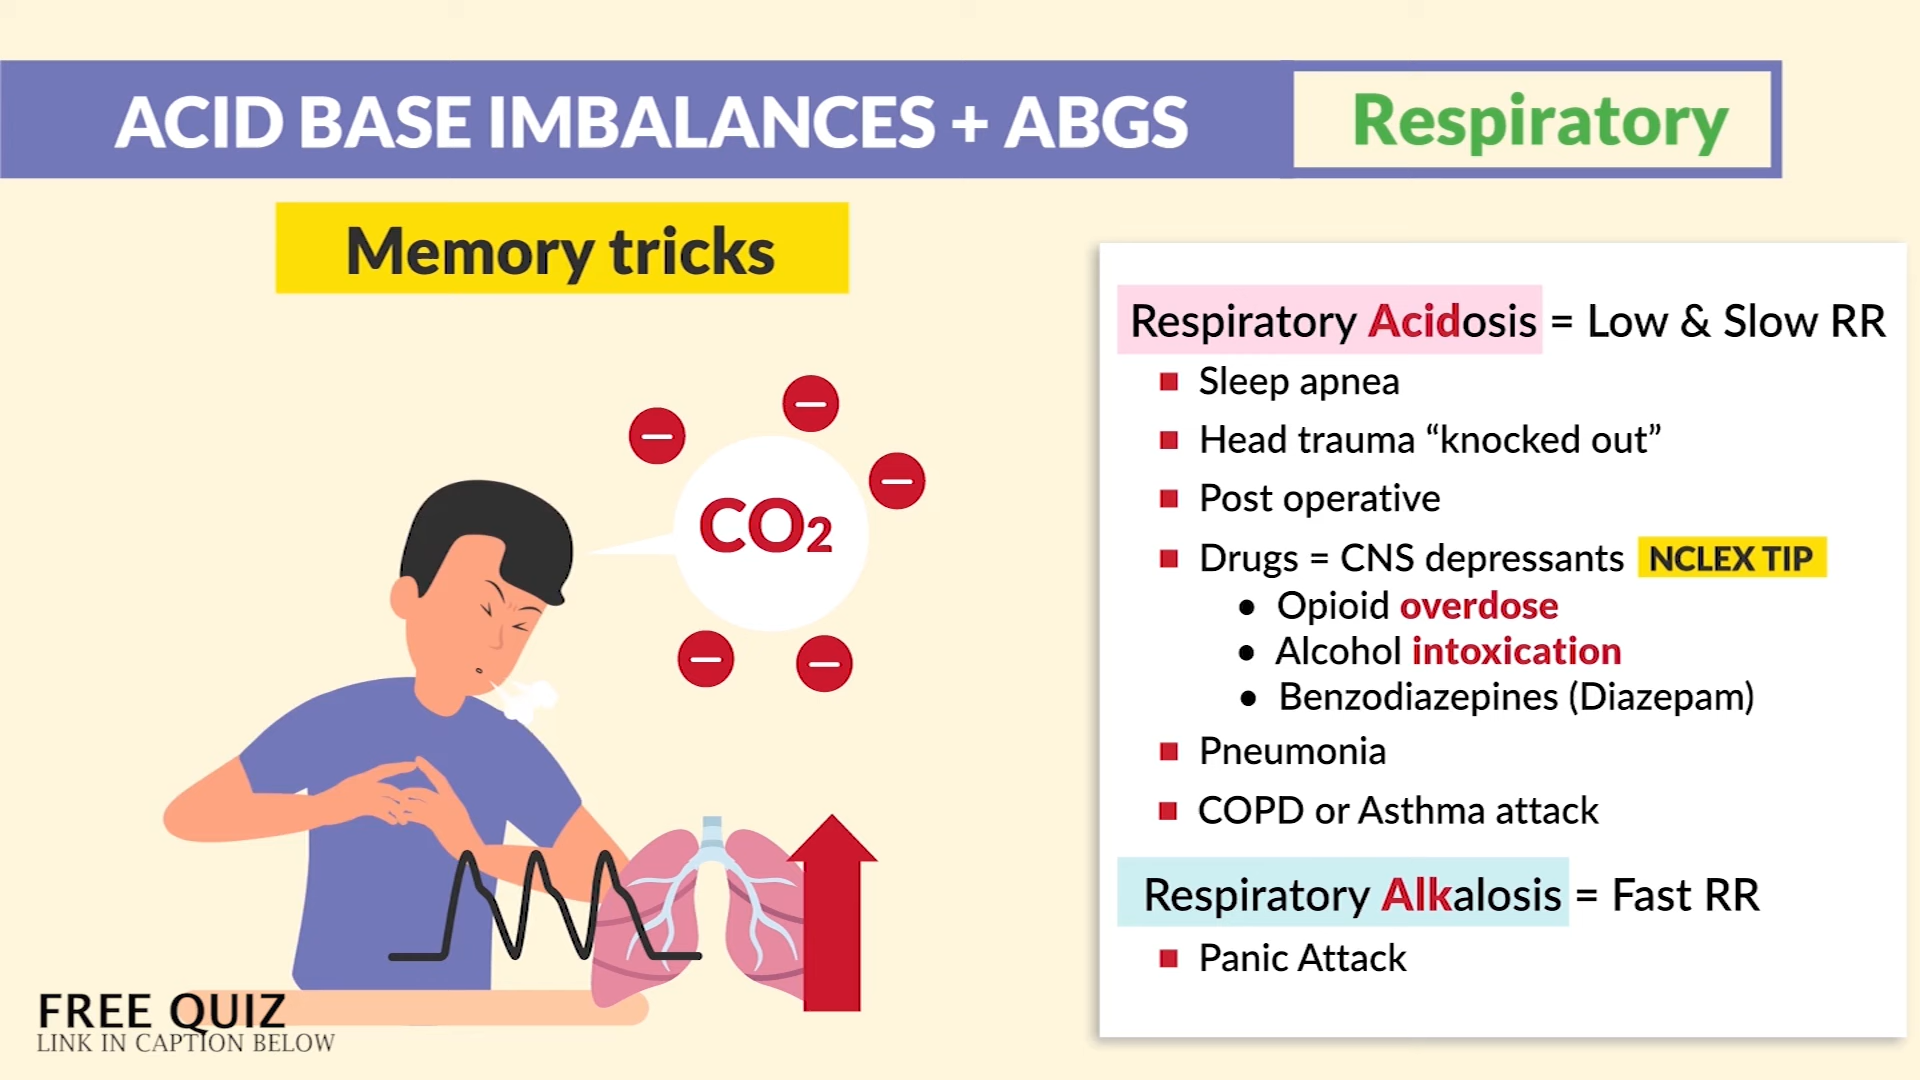 ACID BASE IMBALANCES + ABGS
Respiratory
Memory tricks
CO₂
Respiratory Acidosis = Low & Slow RR
Sleep apnea
Head trauma “knocked out”
Post operative
Drugs = CNS depressants NCLEX TIP
Opioid overdose
Alcohol intoxication
Benzodiazepines (Diazepam)
Pneumonia
COPD or Asthma attack
Respiratory Alkalosis = Fast RR
Panic Attack
FREE QUIZ
LINK IN CAPTION BELOW